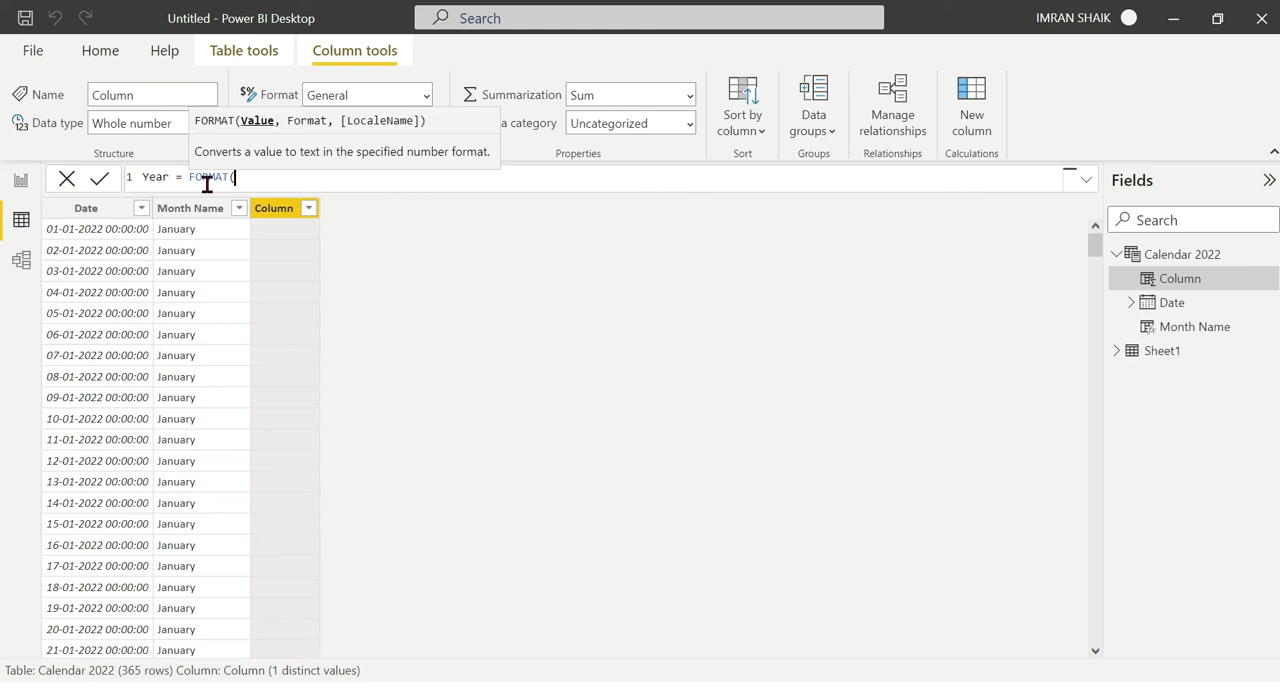 Untitled - Power BI Desktop
Search
IMRAN SHAIK
File
Home
Help
Table tools
Column tools
Name
Column
Format
General
Summarization
Sum
Data type
Whole number
a category
Uncategorized
FORMAT(Value, Format, [LocaleName])
Converts a value to text in the specified number format.
Sort by column
Data groups
Manage relationships
New column
Structure
Properties
Sort
Groups
Relationships
Calculations
1 Year = FORMAT(
Fields
Search
Date
Month Name
Column
01-01-2022 00:00:00 January
02-01-2022 00:00:00 January
03-01-2022 00:00:00 January
04-01-2022 00:00:00 January
05-01-2022 00:00:00 January
06-01-2022 00:00:00 January
07-01-2022 00:00:00 January
08-01-2022 00:00:00 January
09-01-2022 00:00:00 January
10-01-2022 00:00:00 January
11-01-2022 00:00:00 January
12-01-2022 00:00:00 January
13-01-2022 00:00:00 January
14-01-2022 00:00:00 January
15-01-2022 00:00:00 January
16-01-2022 00:00:00 January
17-01-2022 00:00:00 January
18-01-2022 00:00:00 January
19-01-2022 00:00:00 January
20-01-2022 00:00:00 January
21-01-2022 00:00:00 January
Calendar 2022
Column
Date
Month Name
Sheet1
Table: Calendar 2022 (365 rows) Column: Column (1 distinct values)